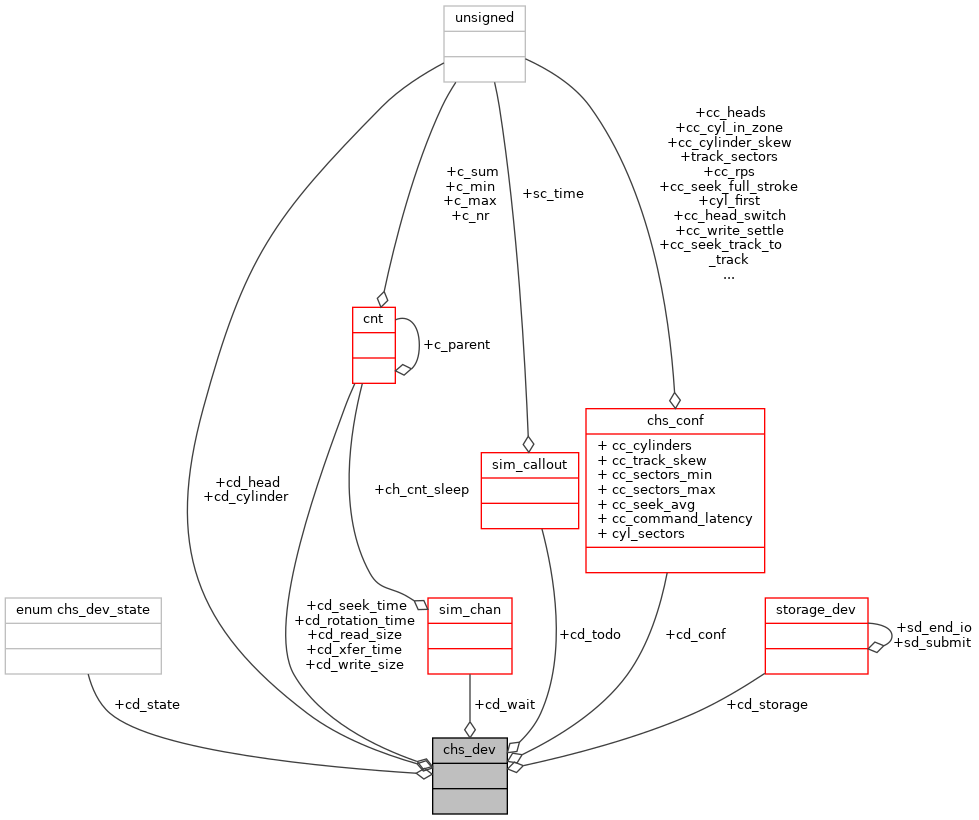 unsigned
+cc_heads
+cc_cyl_in_zone
+cc_cylinder_skew
+track_sectors
+cc_rps
+cc_seek_full_stroke
+cyl_first
+cc_head_switch
+cc_write_settle
+cc_seek_track_to
_track
...
+c_sum
+c_min
+c_max
+c_nr
+sc_time
cnt
+c_parent
chs_conf
+ cc_cylinders
+ cc_track_skew
+ cc_sectors_min
+ cc_sectors_max
+ cc_seek_avg
+ cc_command_latency
+ cyl_sectors
sim_callout
+cd_head
+cd_cylinder
+ch_cnt_sleep
enum chs_dev_state
+cd_seek_time
+cd_rotation_time
+cd_read_size
+cd_xfer_time
+cd_write_size
sim_chan
+cd_todo
+cd_conf
storage_dev
+sd_end_io
+sd_submit
+cd_state
+cd_wait
+cd_storage
chs_dev